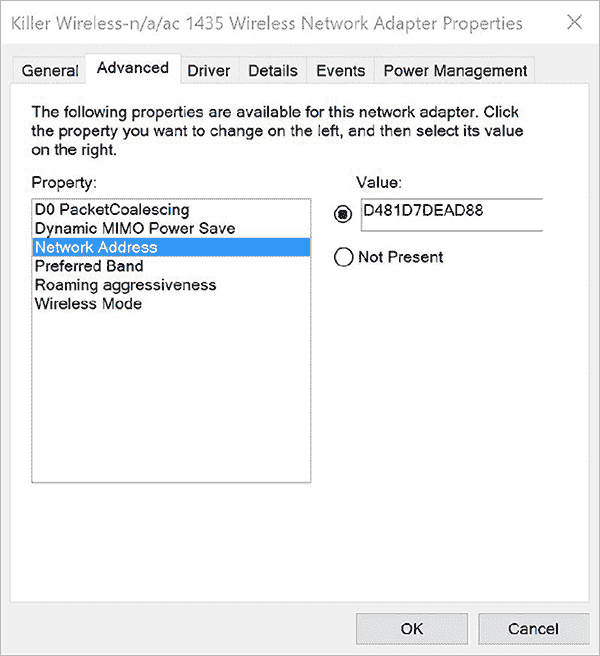 Killer Wireless-n/a/ac 1435 Wireless Network Adapter Properties
General Advanced Driver Details Events Power Management
The following properties are available for this network adapter. Click
the property you want to change on the left, and then select its value
on the right.
Property:
Value:
D0 PacketCoalescing
Dynamic MIMO Power Save
Network Address
Preferred Band
Roaming aggressiveness
Wireless Mode
D481D7DEAD88
Not Present
OK
Cancel